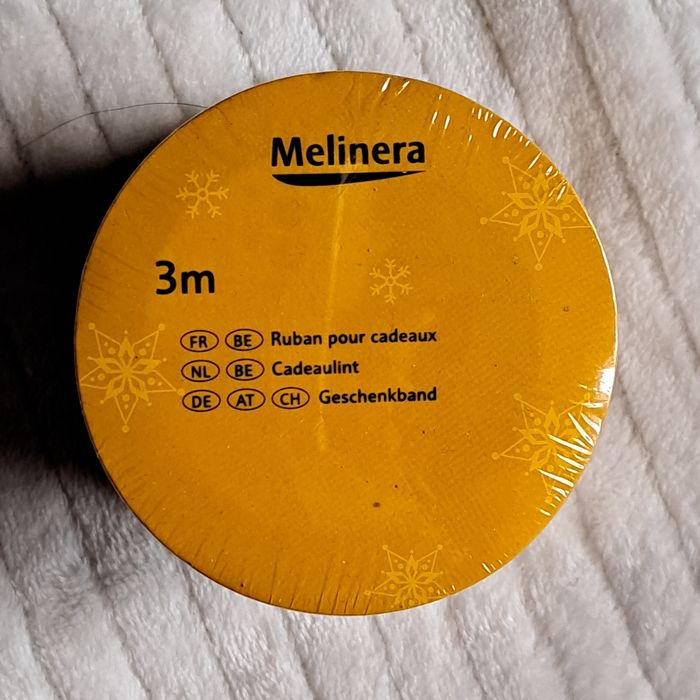 Melinera
3m
FR BE Ruban pour cadeaux
NL BE Cadeaulint
DE AT CH Geschenkband